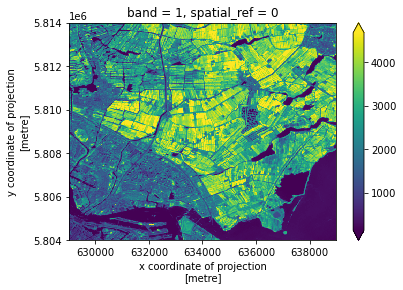 band = 1, spatial_ref = 0
1e6
5.814
5.812
5.810
5.808
5.806
5.804
y coordinate of projection
[metre]
630000
632000
634000
636000
638000
x coordinate of projection
[metre]
4000
3000
2000
1000